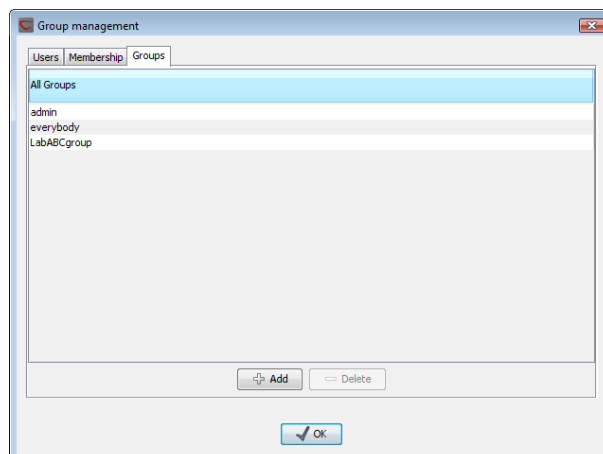 Group management
Users Membership Groups
All Groups
admin
everybody
LabABCgroup
Add Delete
OK